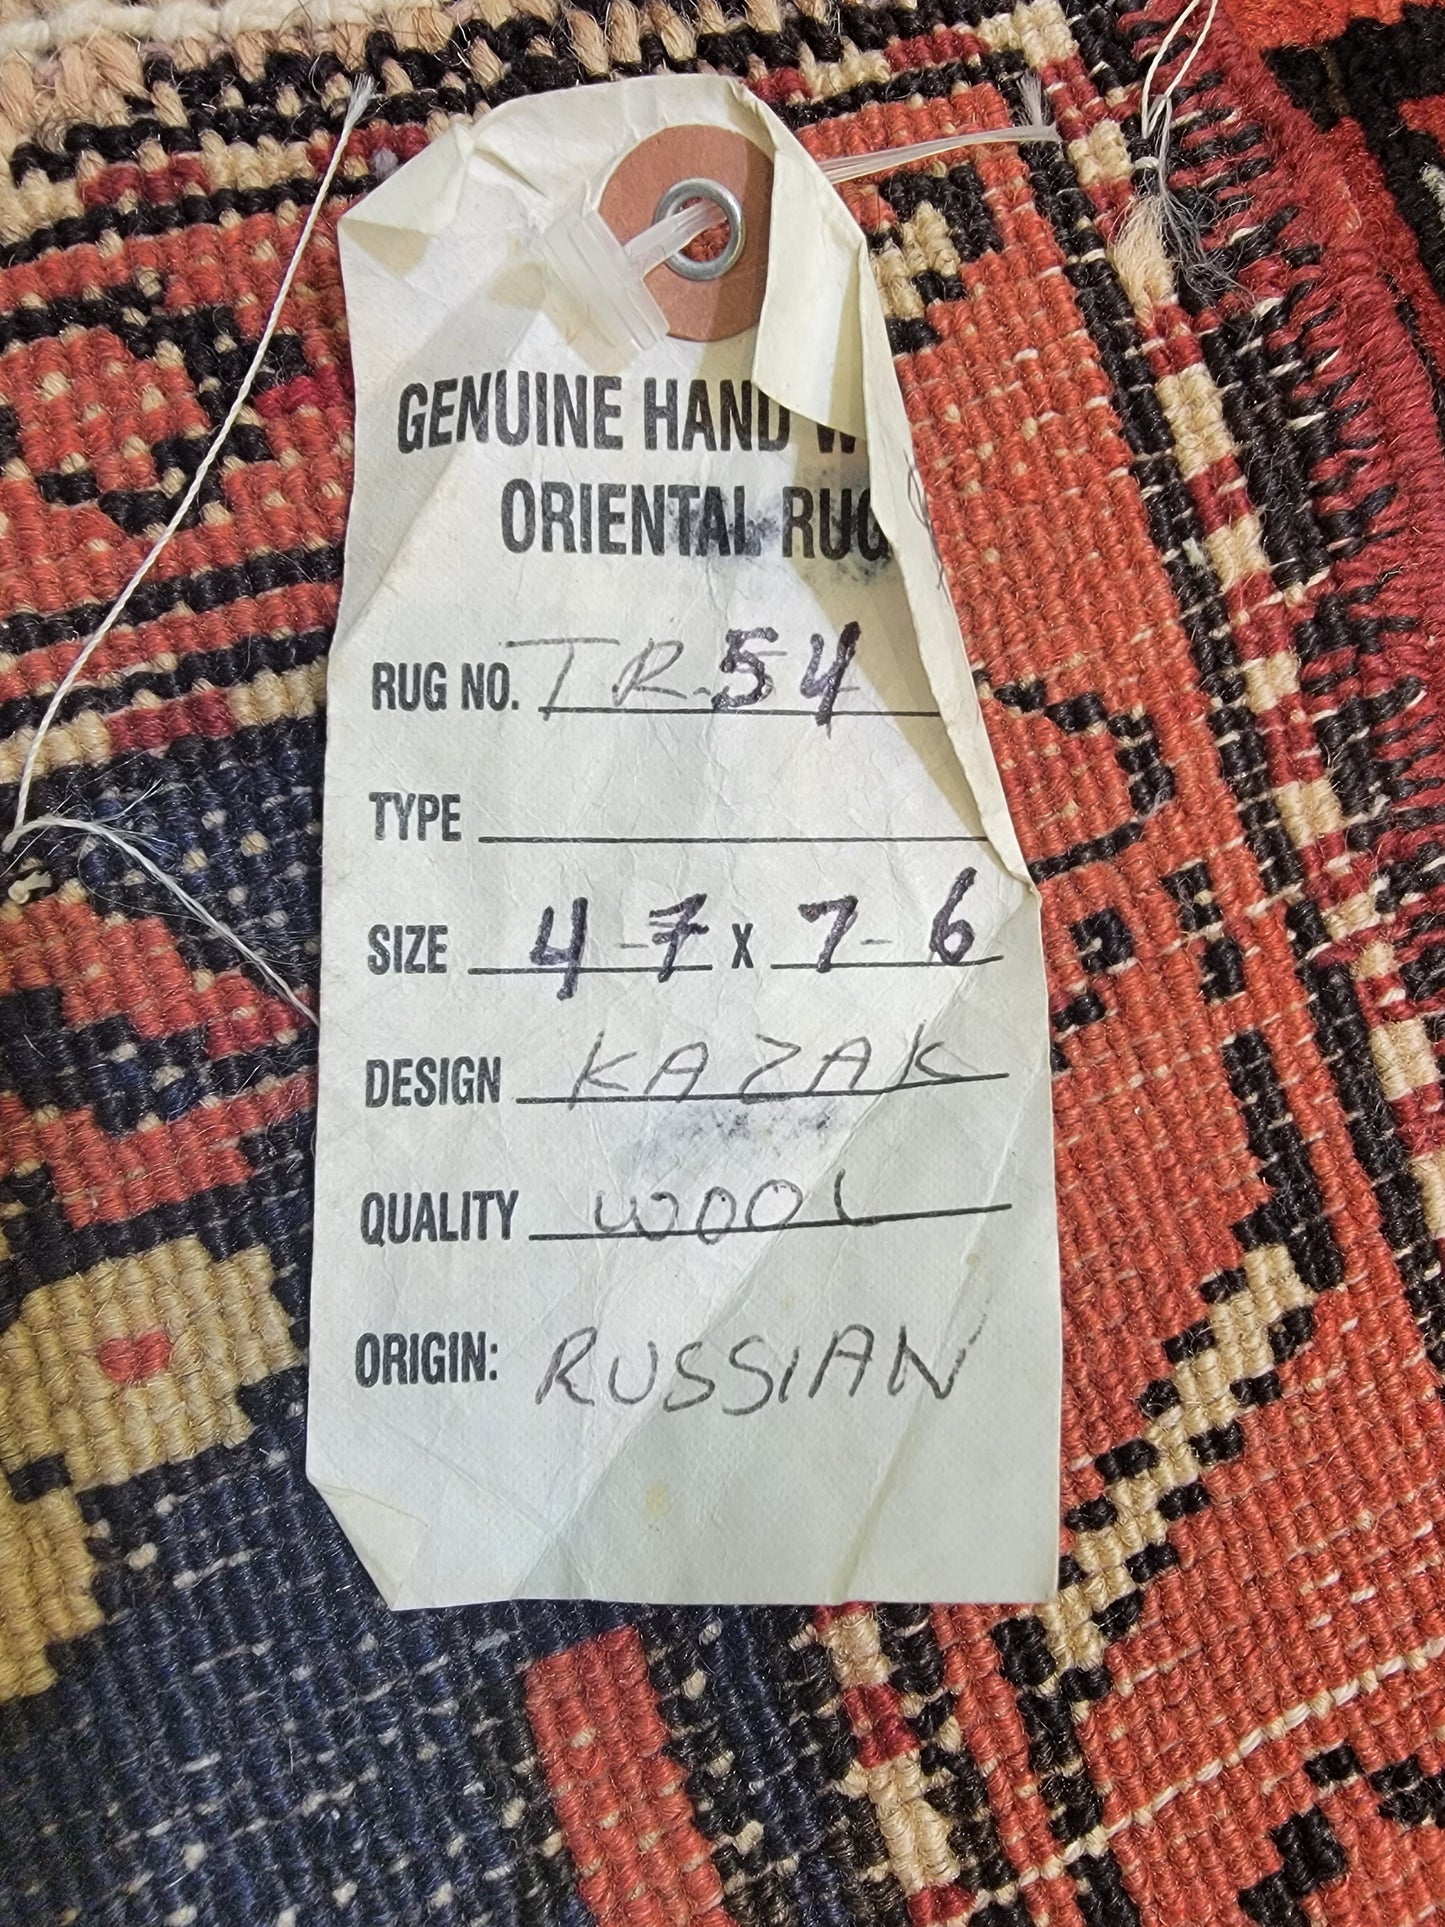 GENUINE HAND W
ORIENTAL RUG
RUG NO. TR-54
TYPE
SIZE 4-7 X 7-6
DESIGN KAZAK
QUALITY WOOL
ORIGIN: RUSSIAN